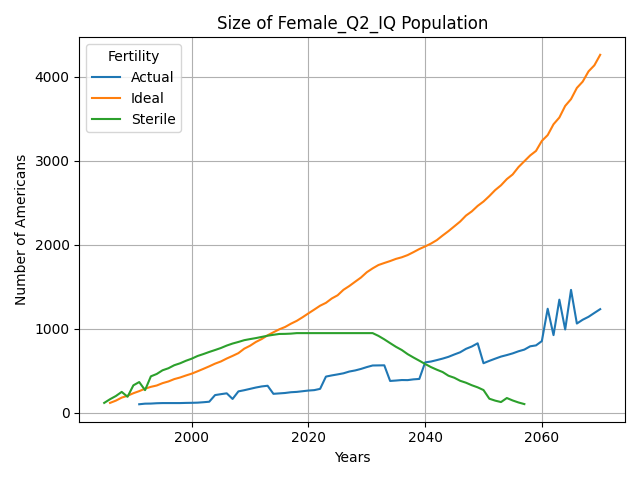 Size of Female_Q2_IQ Population
Fertility
Actual
Ideal
Sterile
Number of Americans
4000
3000
2000
1000
0
2000
2020
2040
2060
Years